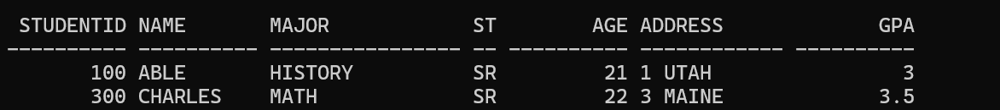 STUDENTID NAME       MAJOR            ST        AGE ADDRESS             GPA
---------- ---------- ---------------- -- ---------- ------------ ----------
       100 ABLE       HISTORY          SR         21 1 UTAH                3
       300 CHARLES    MATH             SR         22 3 MAINE             3.5